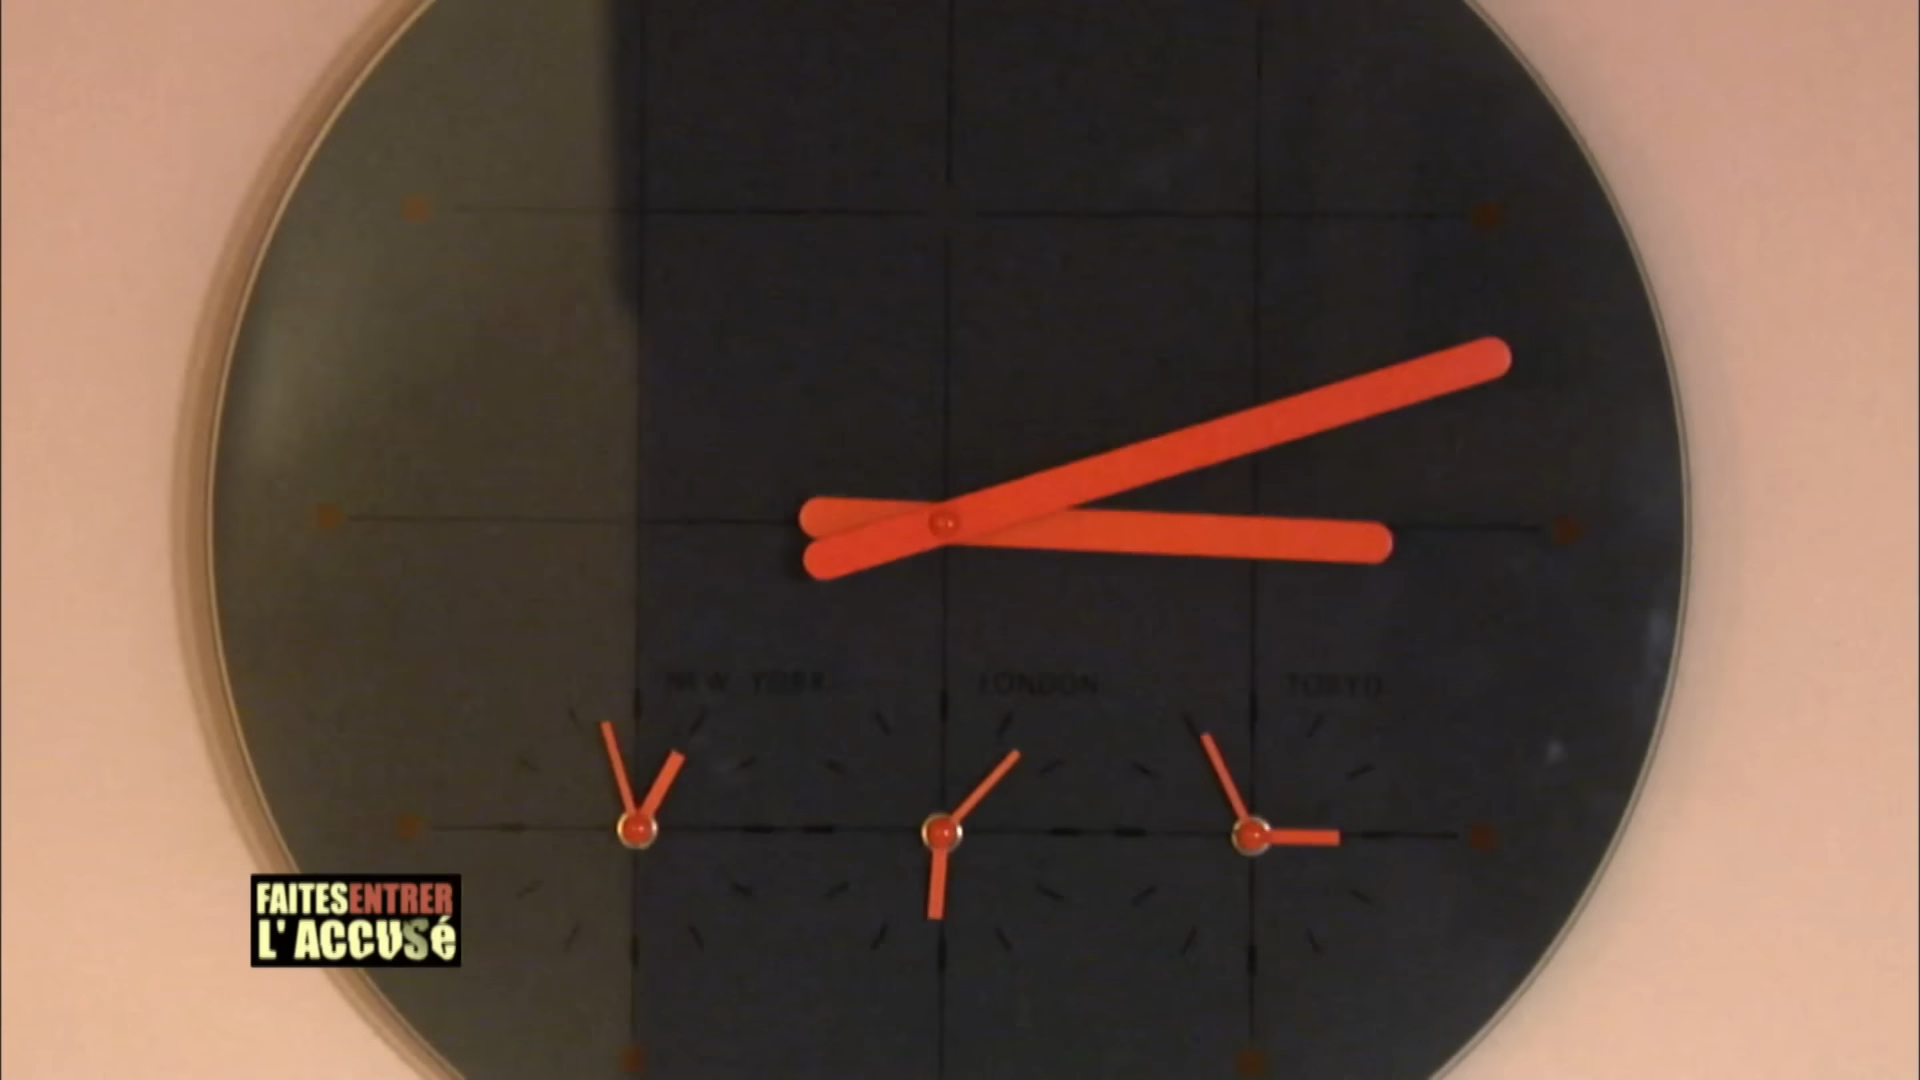 NEW YORK
LONDON
TOKYO
FAITES ENTRER
L'ACCUSé